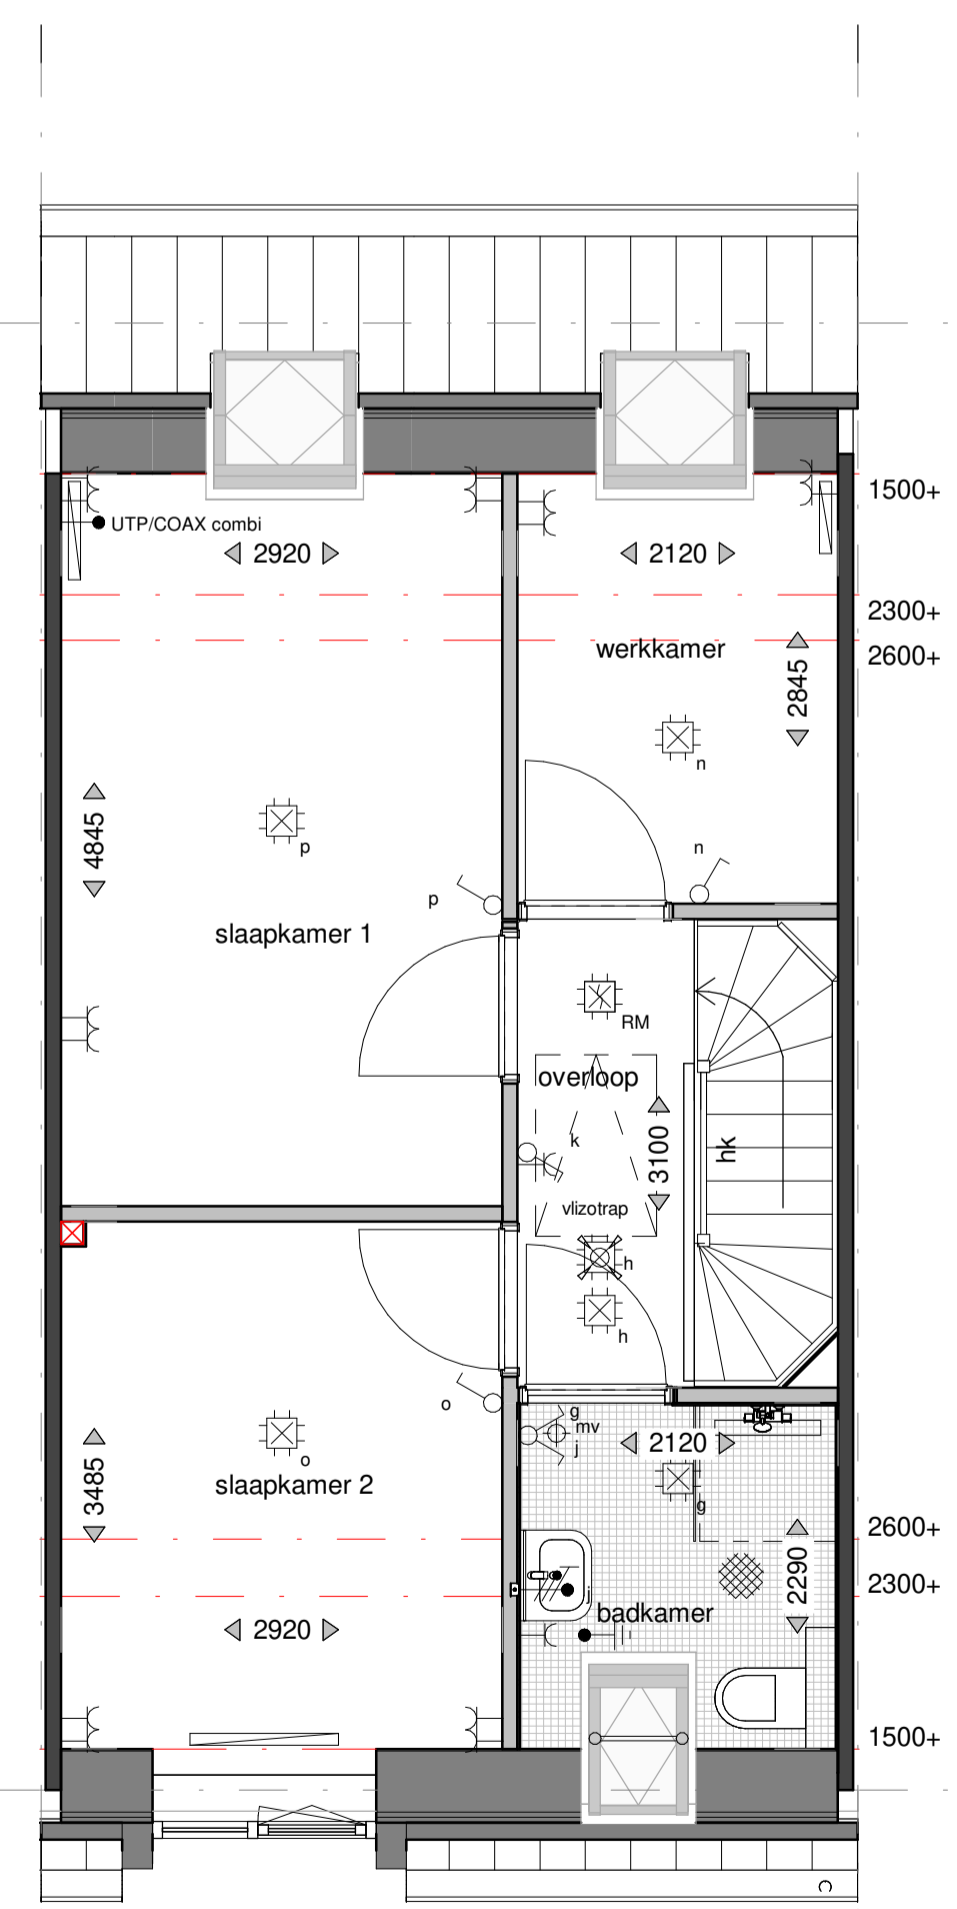 1500+
UTP/COAX combi
2920
2120
2300+
werkkamer
2600+
2845
n
p
4845
n
p
slaapkamer 1
RM
overloop
k
3100
hk
vlizotrap
h
h
o
g
mv
j
2120
o
slaapkamer 2
3485
g
2600+
2290
2300+
j
badkamer
2920
1500+